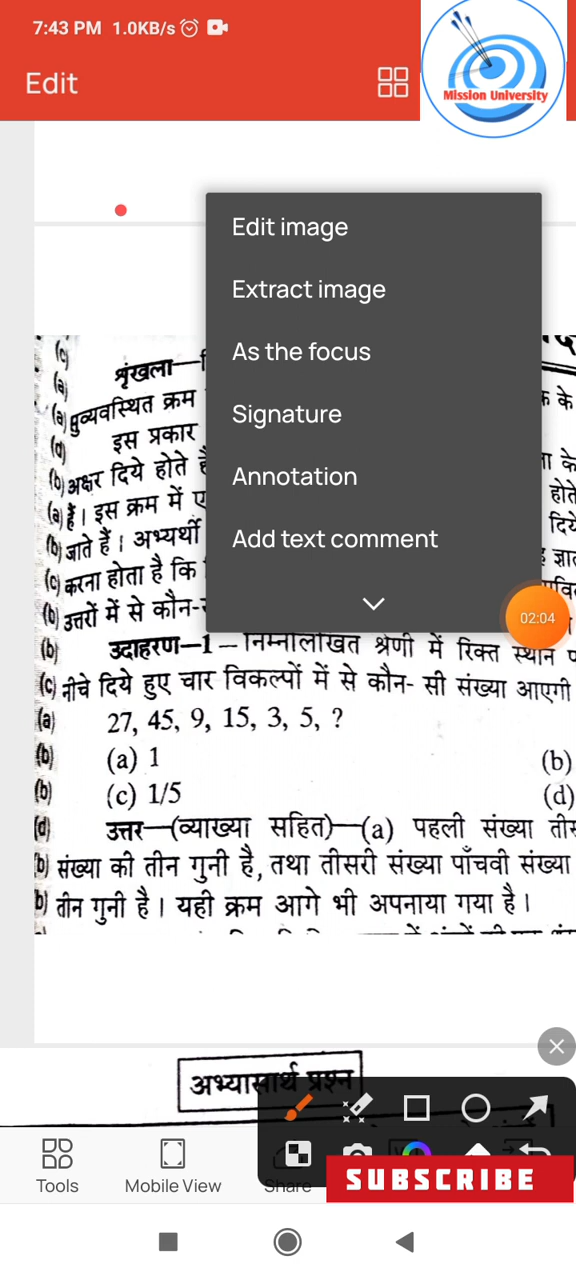 7:43 PM 1.0KB/s
Edit
Mission University
Edit image
Extract image
As the focus
Signature
Annotation
Add text comment
(c)
(a) शृंखला—
(a) सुव्यवस्थित क्रम
(d) इस प्रकार
(b) अक्षर दिये होते
(a) हैं। इस क्रम में
(b) जाते हैं। अभ्यर्थी
(c) करना होता है कि
(b) उत्तरों में से कौन-
के
के
होते
दिये
02:04
(b) उदाहरण—1 – निम्नलिखित श्रेणी में रिक्त स्थान
(c) नीचे दिये हुए चार विकल्पों में से कौन- सी संख्या आएगी
(a) 27, 45, 9, 15, 3, 5, ?
(b) (a) 1 (b)
(b) (c) 1/5 (d)
(d) उत्तर—(व्याख्या सहित)—(a) पहली संख्या
b) संख्या की तीन गुनी है, तथा तीसरी संख्या पाँचवी संख्या
b) तीन गुनी है। यही क्रम आगे भी अपनाया गया है।
अभ्यासार्थ प्रश्न
Tools Mobile View Share
SUBSCRIBE